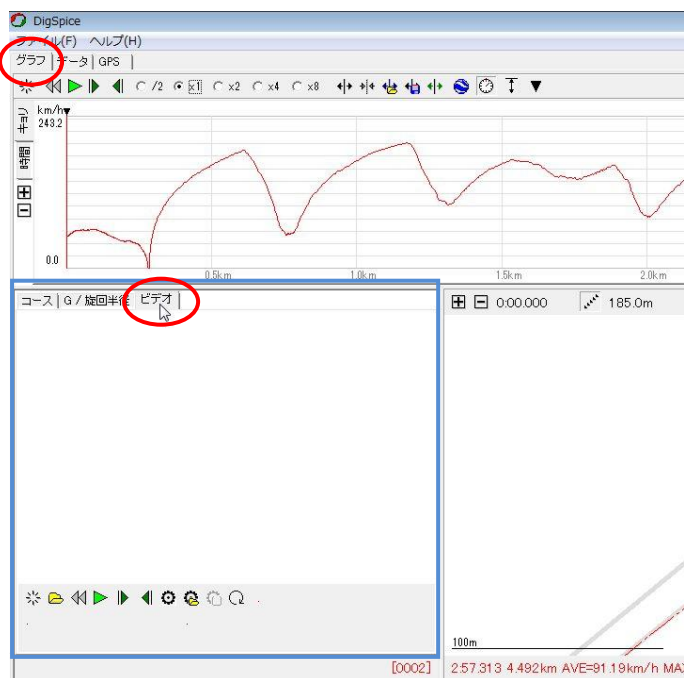 DigSpice
ファイル(F) ヘルプ(H)
グラフ データ GPS
/2 x1 x2 x4 x8
キョリ
時間
km/h
243.2
0.0
0.5km 1.0km 1.5km 2.0km
コース G / 旋回半径 ビデオ
0:00.000 185.0m
100m
[0002]
2:57.313 4.492km AVE=91.19km/h MA